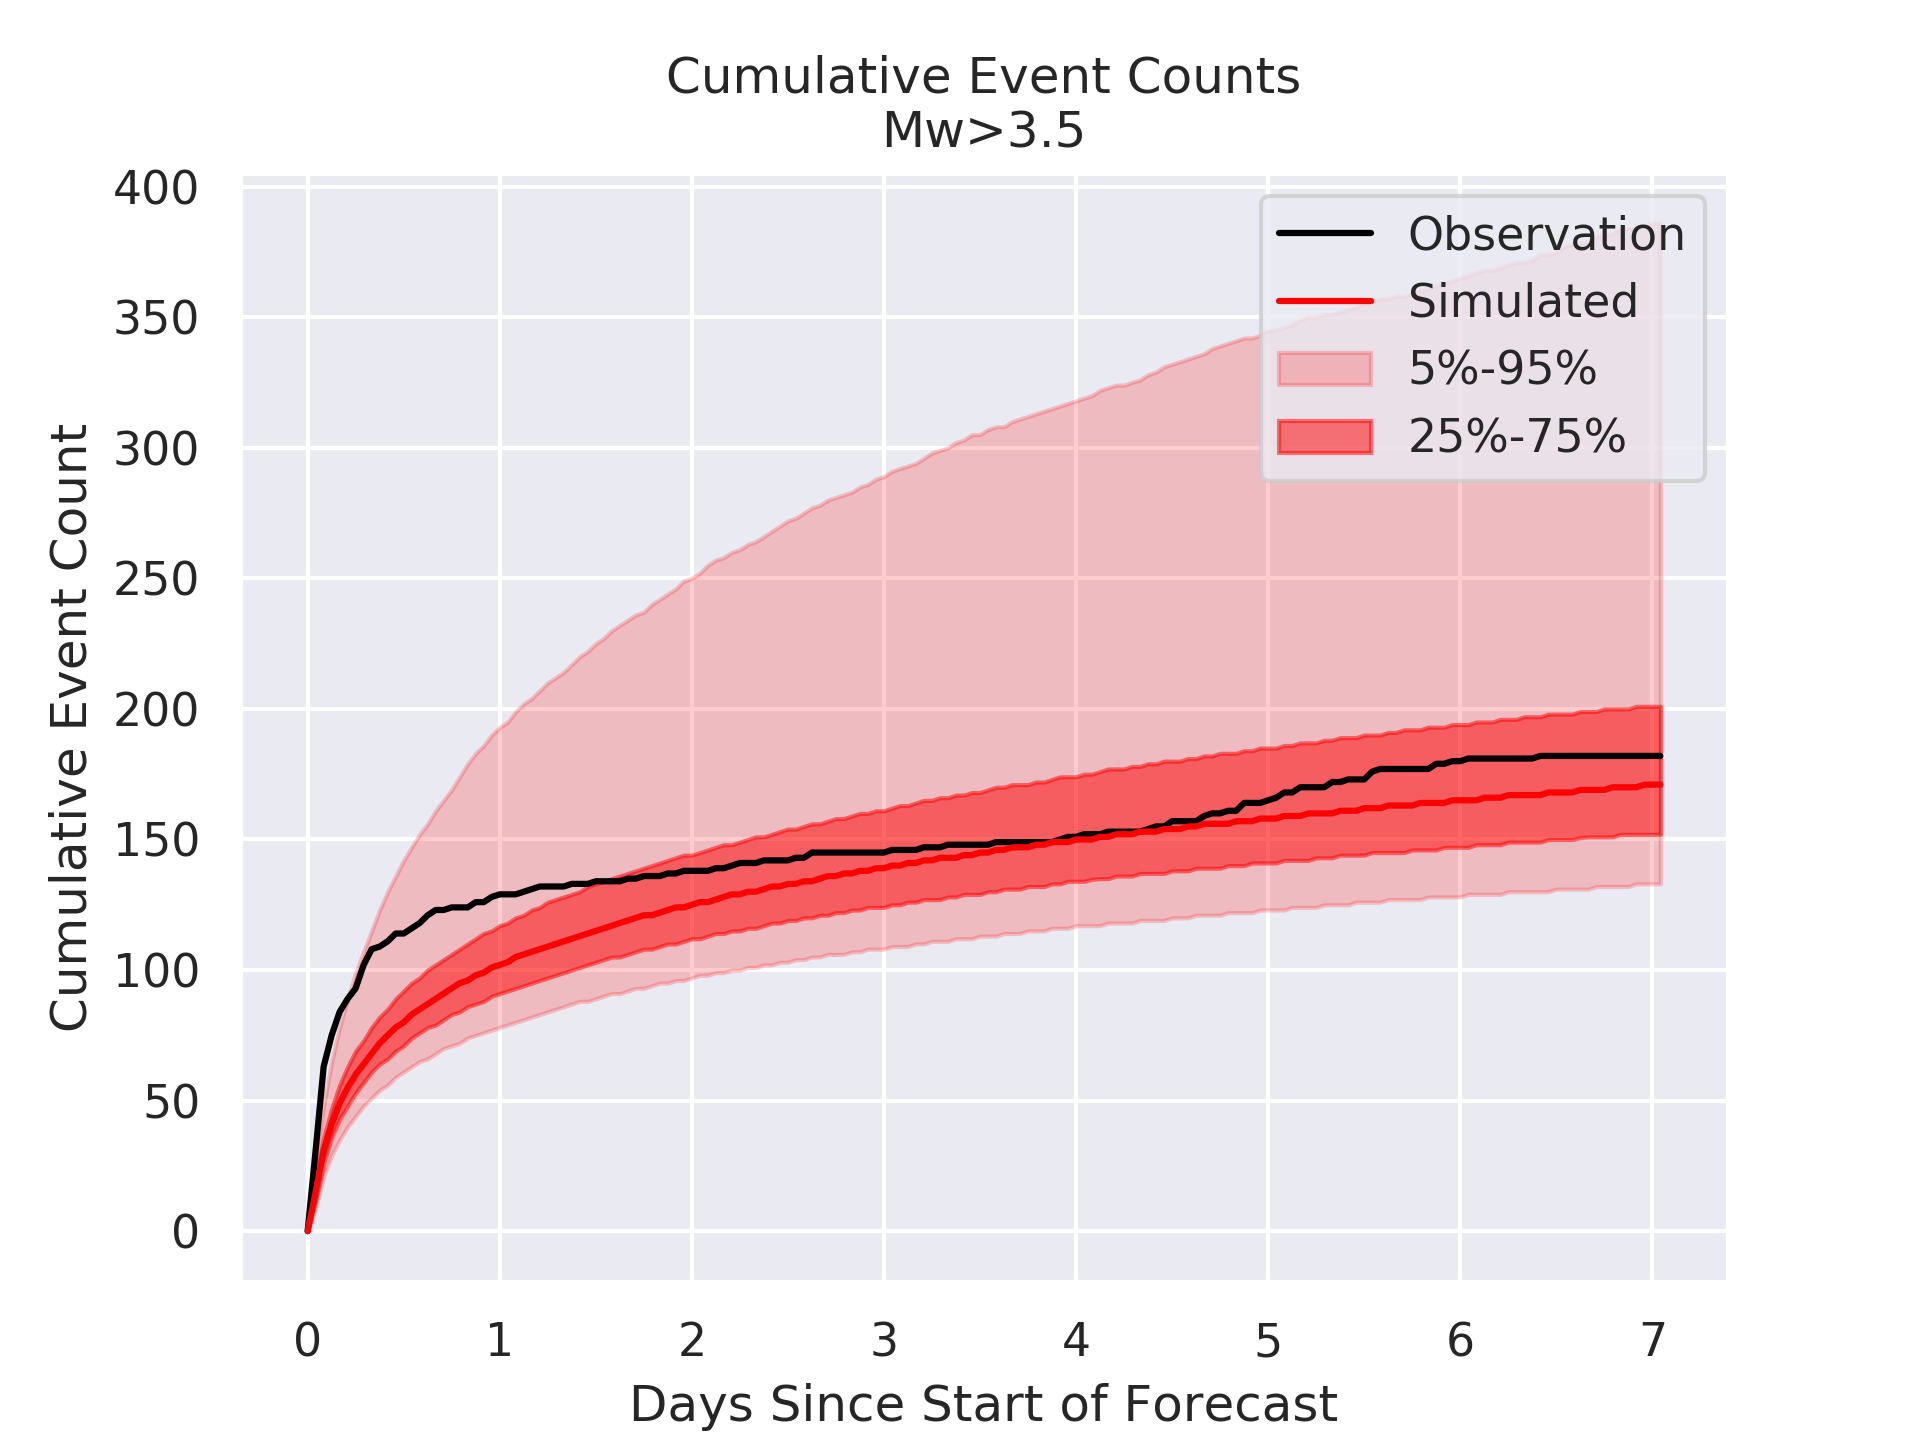 Cumulative Event Counts
Mw>3.5
Cumulative Event Count
400
350
300
250
200
150
100
50
0
Observation
Simulated
5%-95%
25%-75%
0 1 2 3 4 5 6 7
Days Since Start of Forecast